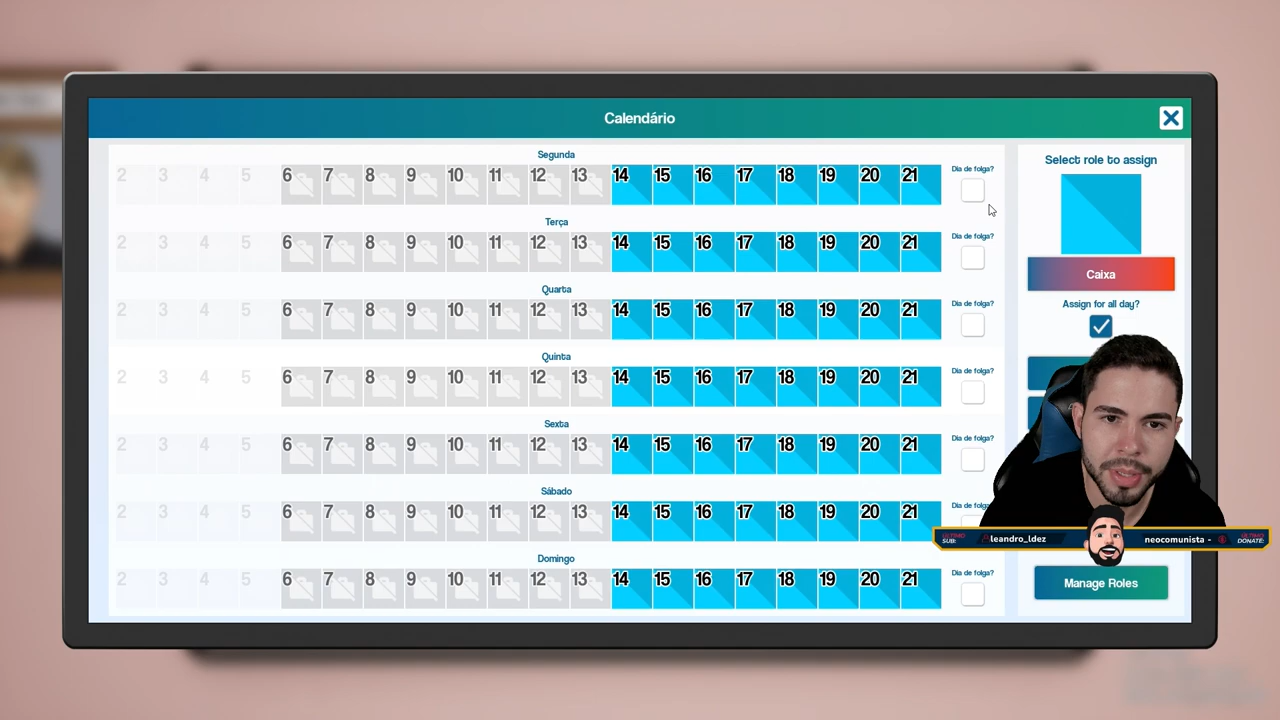 Calendário
Segunda
2 3 4 5 6 7 8 9 10 11 12 13 14 15 16 17 18 19 20 21
Dia de folga?
Terça
6 7 8 9 10 11 12 13 14 15 16 17 18 19 20 21
Dia de folga?
Quarta
2 3 4 5 6 7 8 9 10 11 12 13 14 15 16 17 18 19 20 21
Dia de folga?
Quinta
2 3 4 5 6 7 8 9 10 11 12 13 14 15 16 17 18 19 20 21
Dia de folga?
Sexta
2 3 4 5 6 7 8 9 10 11 12 13 14 15 16 17 18 19 20 21
Dia de folga?
Sábado
2 3 4 5 6 7 8 9 10 11 12 13 14 15 16 17 18 19 20 21
Dia de
Domingo
2 3 4 5 6 7 8 9 10 11 12 13 14 15 16 17 18 19 20 21
Dia de folga?
Select role to assign
Caixa
Assign for all day?
ÚLTIMO SUB:
leandro_ldez
neocomunista -
ÚLTIMO DONATE:
Manage Roles